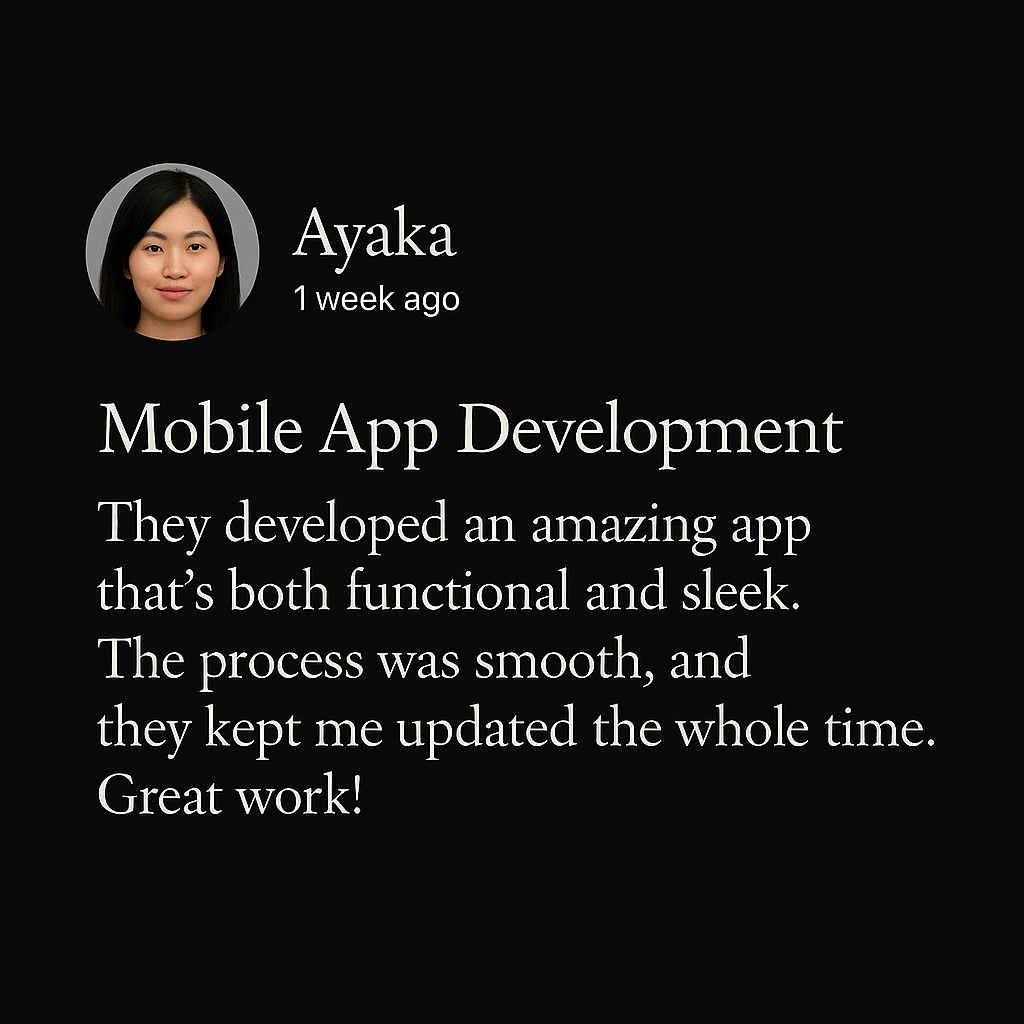 Ayaka
1 week ago
Mobile App Development
They developed an amazing app
that’s both functional and sleek.
The process was smooth, and
they kept me updated the whole time.
Great work!